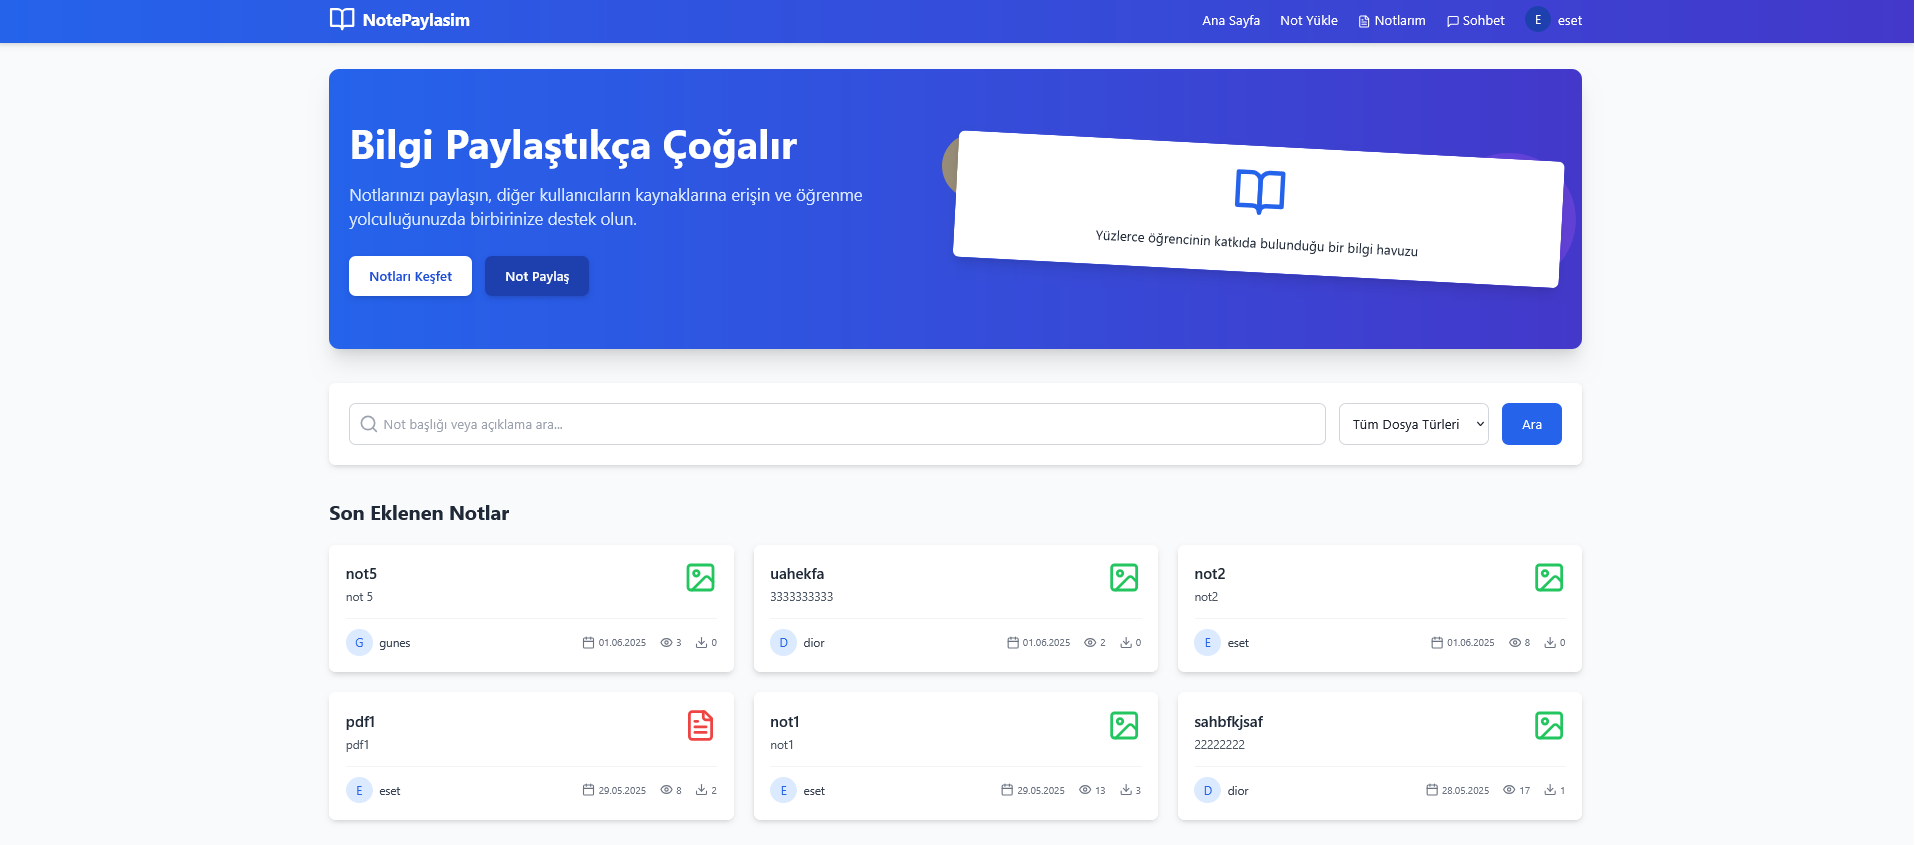 NotePaylasim
Ana Sayfa
Not Yükle
Notlarım
Sohbet
E
eset
Bilgi Paylaştıkça Çoğalır
Notlarınızı paylaşın, diğer kullanıcıların kaynaklarına erişin ve öğrenme
yolculuğunuzda birbirinize destek olun.
Notları Keşfet
Not Paylaş
Yüzlerce öğrencinin katkıda bulunduğu bir bilgi havuzu
Not başlığı veya açıklama ara...
Tüm Dosya Türleri
Ara
Son Eklenen Notlar
not5
not 5
G
gunes
01.06.2025
3
0
uahekfa
3333333333
D
dior
01.06.2025
2
0
not2
not2
E
eset
01.06.2025
8
0
pdf1
pdf1
E
eset
29.05.2025
8
2
not1
not1
E
eset
29.05.2025
13
3
sahbfkjsaf
22222222
D
dior
28.05.2025
17
1